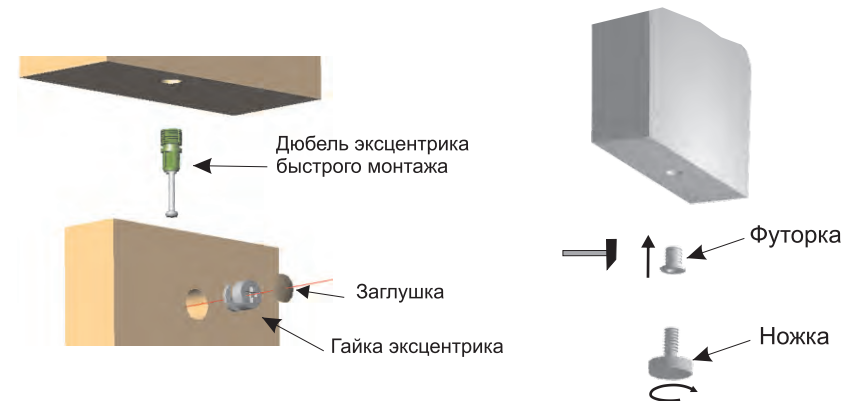 Дюбель эксцентрика
быстрого монтажа
Заглушка
Гайка эксцентрика
Футорка
Ножка